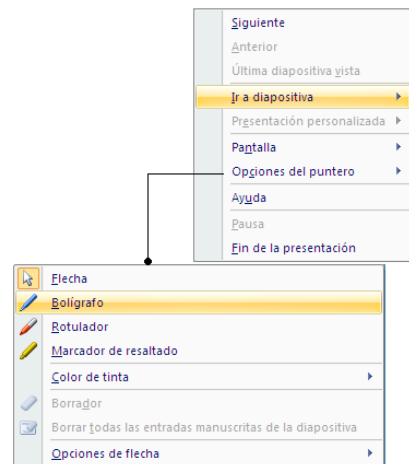 Siguiente
Anterior
Última diapositiva vista
Ir a diapositiva
Presentación personalizada
Pantalla
Opciones del puntero
Ayuda
Pausa
Fin de la presentación
Flecha
Bolígrafo
Rotulador
Marcador de resaltado
Color de tinta
Borrador
Borrar todas las entradas manuscritas de la diapositiva
Opciones de flecha